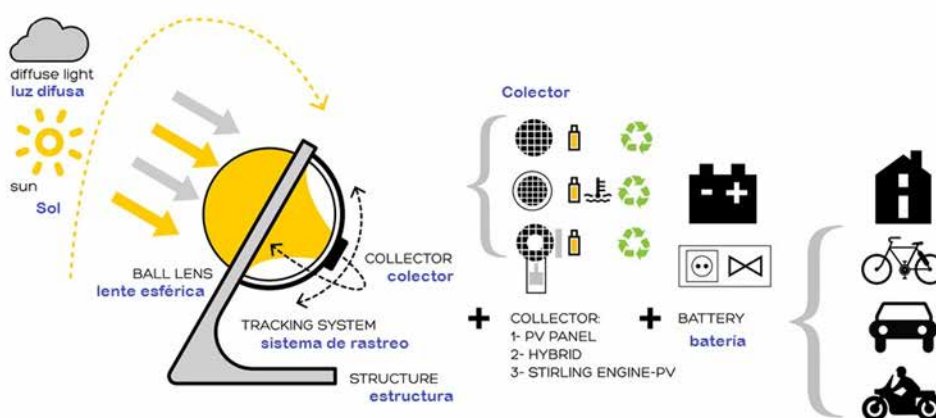 diffuse light
luz difusa
sun
Sol
BALL LENS
lente esférica
COLLECTOR
colector
TRACKING SYSTEM
sistema de rastreo
STRUCTURE
estructura
Colector
+
COLLECTOR:
1- PV PANEL
2- HYBRID
3- STIRLING ENGINE-PV
+
- +
BATTERY
batería